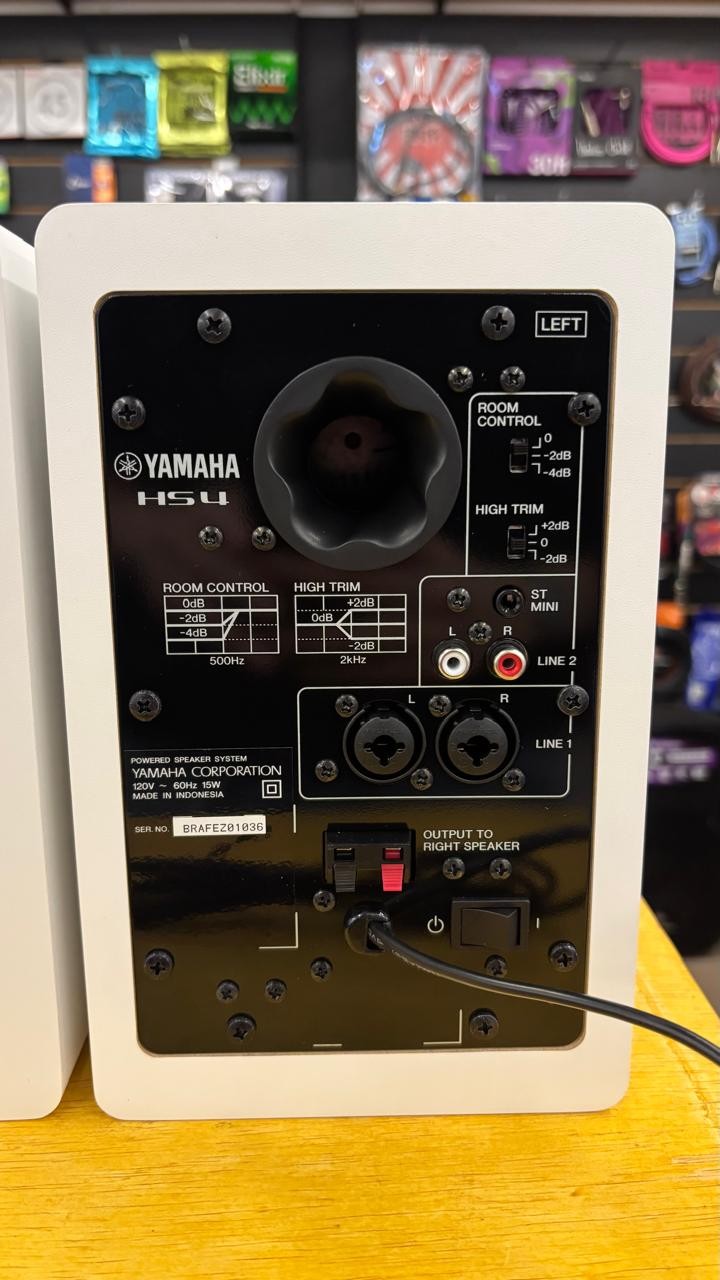 Elixir
LEFT
ROOM
CONTROL
0
-2dB
-4dB
YAMAHA
HS4
HIGH TRIM
+2dB
0
-2dB
ROOM CONTROL
0dB
-2dB
-4dB
500Hz
HIGH TRIM
+2dB
0dB
-2dB
2kHz
ST
MINI
L
R
LINE 2
L
R
LINE 1
POWERED SPEAKER SYSTEM
YAMAHA CORPORATION
120V ~ 60Hz 15W
MADE IN INDONESIA
SER. NO. BRAFEZ01036
OUTPUT TO
RIGHT SPEAKER